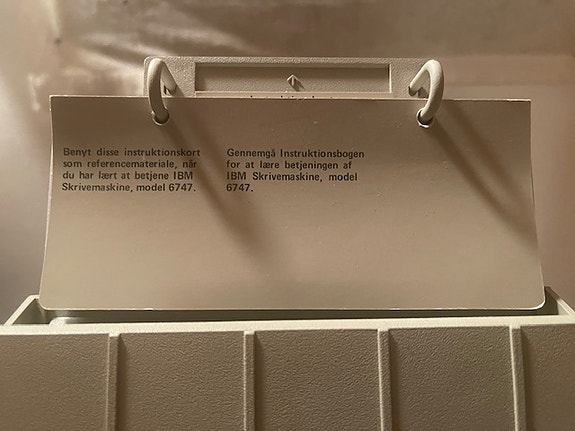 Benyt disse instruktionskort
som referencemateriale, når
du har lært at betjene IBM
Skrivemaskine, model 6747.
Gennemgå Instruktionsbogen
for at lære betjeningen af
IBM Skrivemaskine, model
6747.